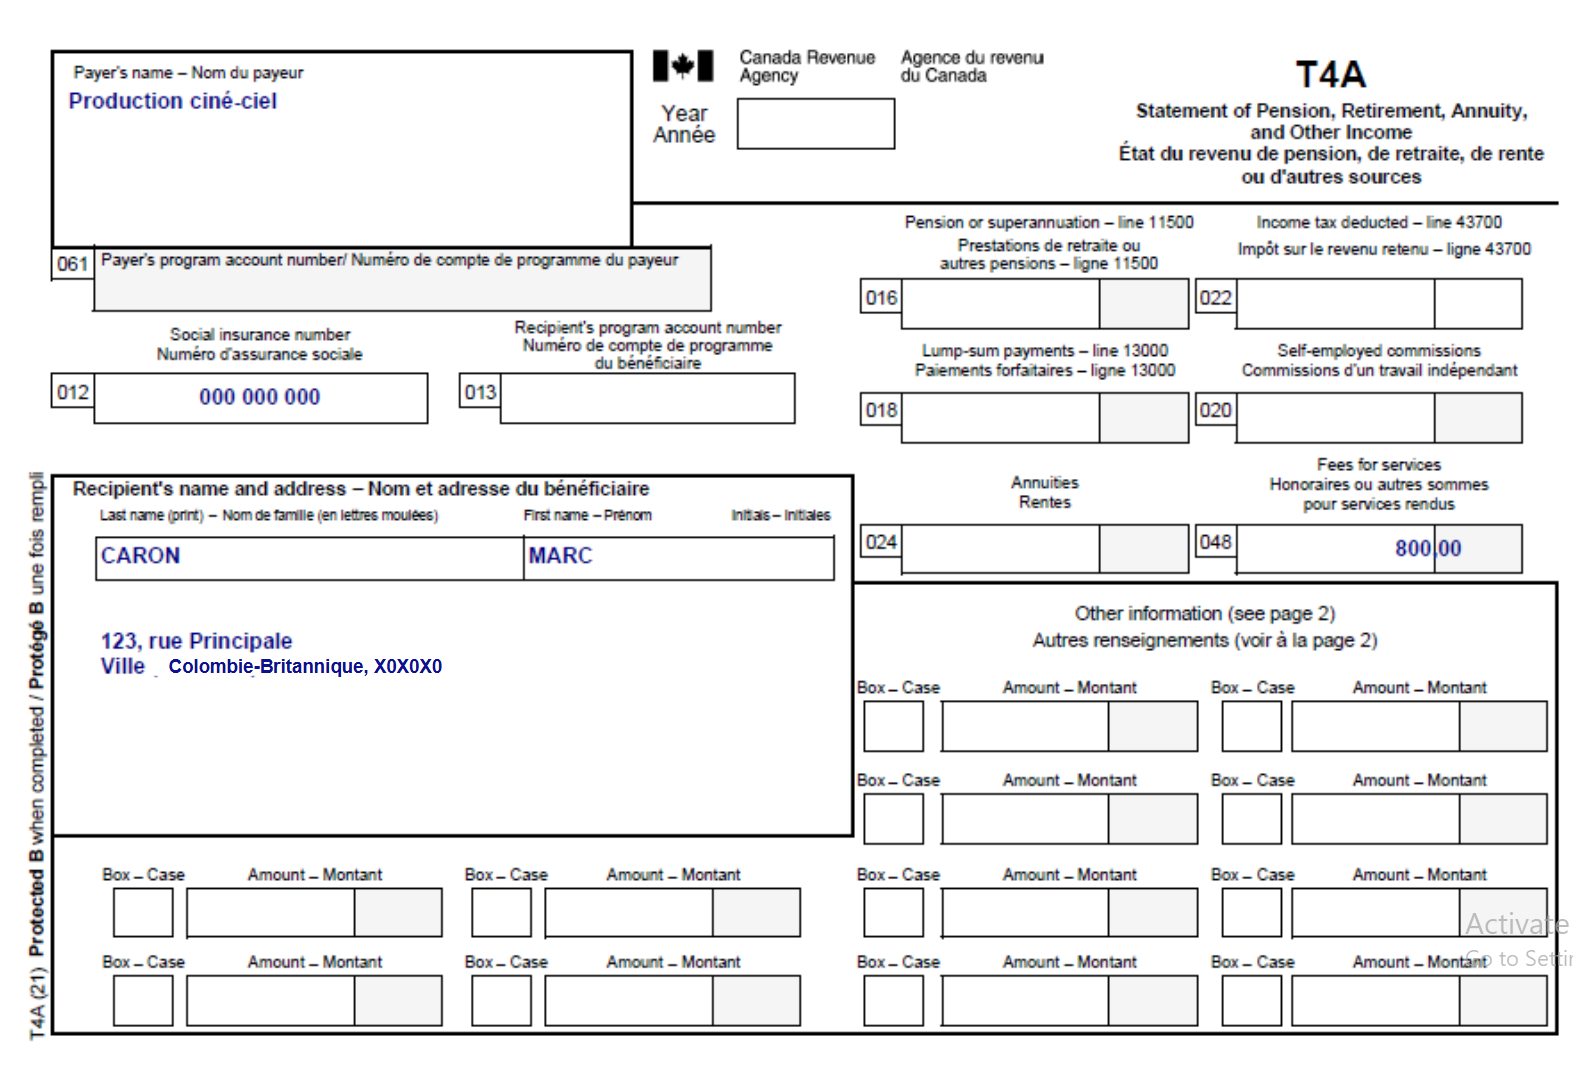 Payer's name – Nom du payeur
Production ciné-ciel
Canada Revenue Agency
Agence du revenu du Canada
Year
Année
T4A
Statement of Pension, Retirement, Annuity,
and Other Income
État du revenu de pension, de retraite, de rente
ou d'autres sources
061
Payer's program account number/ Numéro de compte de programme du payeur
Pension or superannuation – line 11500
Prestations de retraite ou
autres pensions – ligne 11500
016
Income tax deducted – line 43700
Impôt sur le revenu retenu – ligne 43700
022
Social insurance number
Numéro d'assurance sociale
012
000 000 000
Recipient's program account number
Numéro de compte de programme
du bénéficiaire
013
Lump-sum payments – line 13000
Paiements forfaitaires – ligne 13000
018
Self-employed commissions
Commissions d'un travail indépendant
020
Recipient's name and address – Nom et adresse du bénéficiaire
Last name (print) – Nom de famille (en lettres moulées)
First name – Prénom
Initials – Initiales
CARON
MARC
123, rue Principale
Ville Colombie-Britannique, X0X0X0
Annuities
Rentes
024
Fees for services
Honoraires ou autres sommes
pour services rendus
048
800,00
Other information (see page 2)
Autres renseignements (voir à la page 2)
Box – Case Amount – Montant Box – Case Amount – Montant
Box – Case Amount – Montant Box – Case Amount – Montant
Box – Case Amount – Montant Box – Case Amount – Montant Box – Case Amount – Montant Box – Case Amount – Montant
Box – Case Amount – Montant Box – Case Amount – Montant Box – Case Amount – Montant Box – Case Amount – Montant
Activate
Go to Setti
T4A (21) Protected B when completed / Protégé B une fois rempli